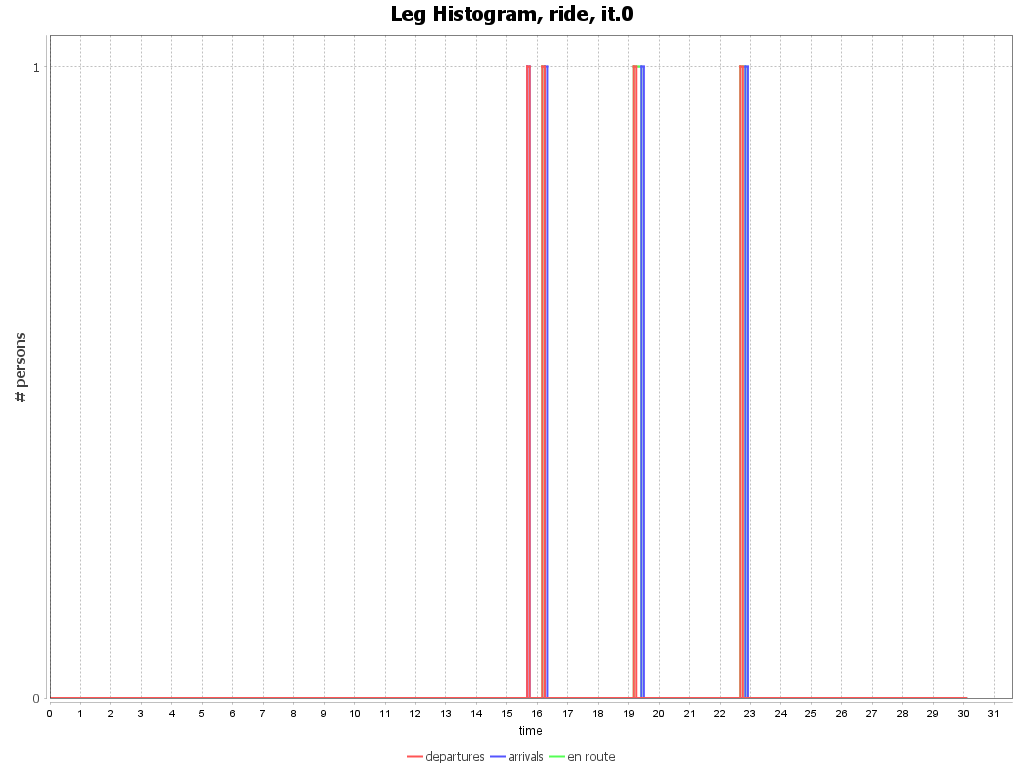 Leg Histogram, ride, it.0
# persons
1
0
0 1 2 3 4 5 6 7 8 9 10 11 12 13 14 15 16 17 18 19 20 21 22 23 24 25 26 27 28 29 30 31
time
departures arrivals en route